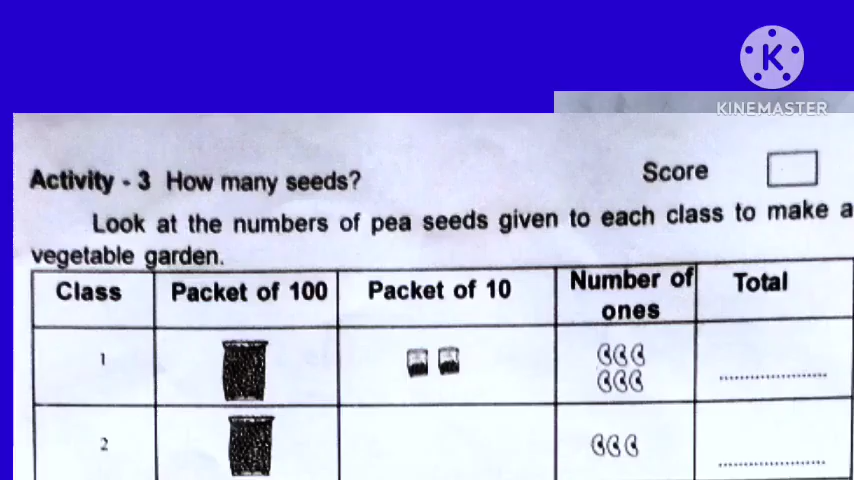 K
KINEMASTER
Activity - 3 How many seeds?
Score
Look at the numbers of pea seeds given to each class to make a
vegetable garden.
Class
Packet of 100
Packet of 10
Number of
ones
Total
1
2